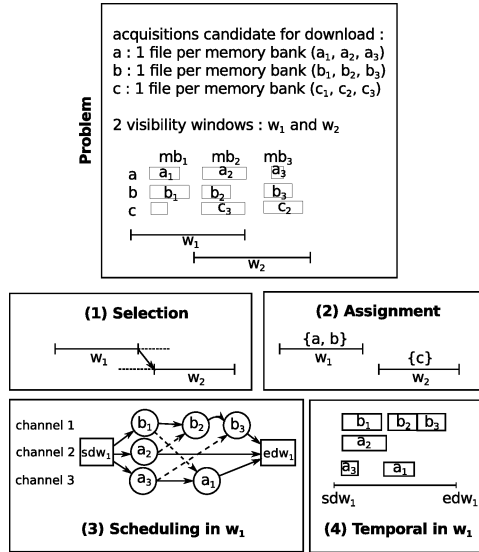 Problem
acquisitions candidate for download :
a : 1 file per memory bank (a₁, a₂, a₃)
b : 1 file per memory bank (b₁, b₂, b₃)
c : 1 file per memory bank (c₁, c₂, c₃)
2 visibility windows : w₁ and w₂
mb₁ mb₂ mb₃
a a₁ a₂ a₃
b b₁ b₂ b₃
c c₃ c₂
w₁
w₂
(1) Selection
w₁
w₂
(2) Assignment
{a, b}
w₁
{c}
w₂
channel 1 b₁ b₂ b₃
channel 2 sdw₁ a₂ edw₁
channel 3 a₃ a₁
(3) Scheduling in w₁
b₁ b₂ b₃
a₂
a₃ a₁
sdw₁ edw₁
(4) Temporal in w₁